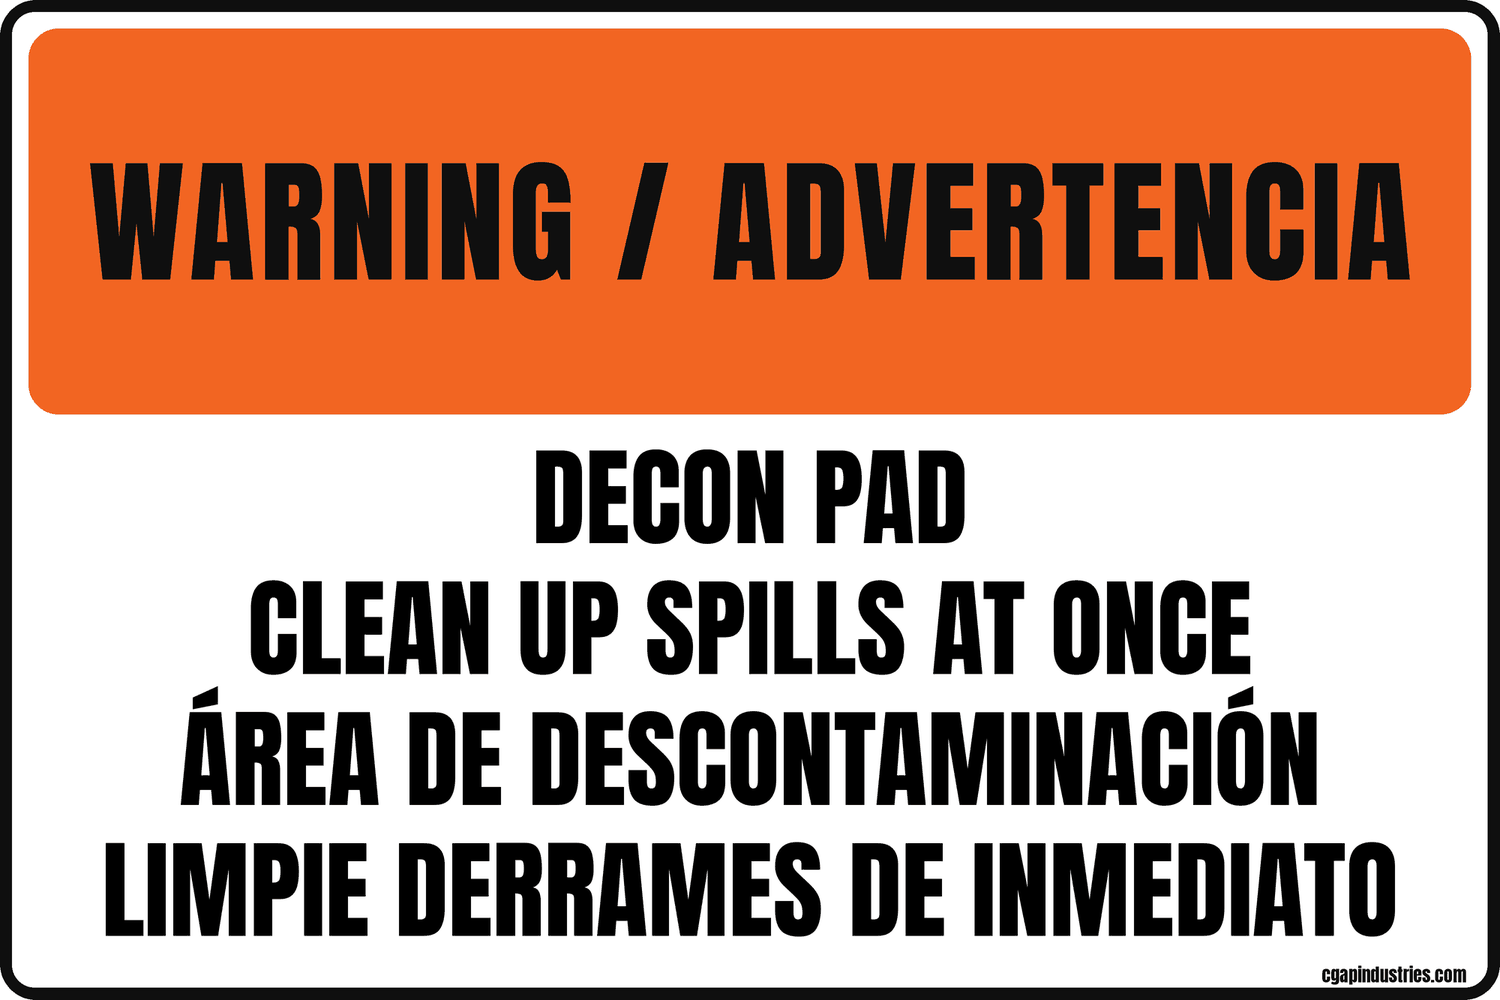 WARNING / ADVERTENCIA
DECON PAD
CLEAN UP SPILLS AT ONCE
ÁREA DE DESCONTAMINACIÓN
LIMPIE DERRAMES DE INMEDIATO
cgapindustries.com